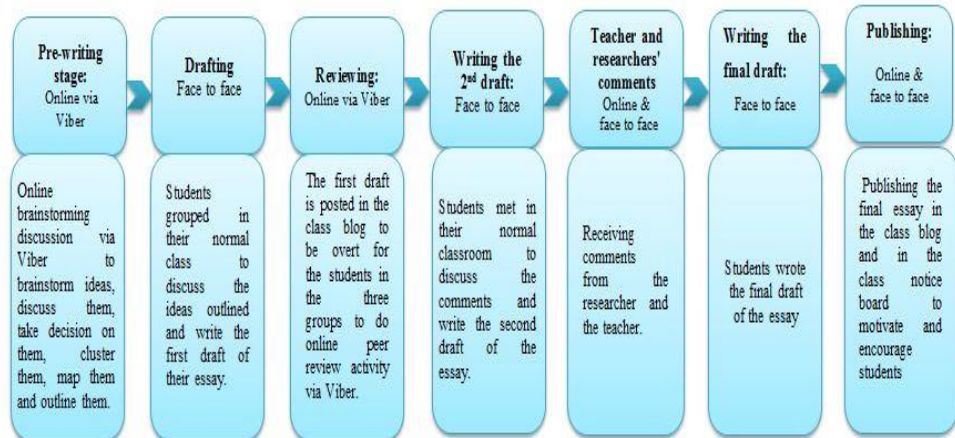 Pre-writing
stage:
Online via
Viber
Drafting
Face to face
Reviewing:
Online via Viber
Writing the
2nd draft:
Face to face
Teacher and
researchers'
comments
Online &
face to face
Writing the
final draft:
Face to face
Publishing:
Online &
face to face
Online
brainstorming
discussion via
Viber to
brainstorm ideas,
discuss them,
take decision on
them, cluster
them, map them
and outline them.
Students
grouped in
their normal
class to
discuss the
ideas outlined
and write the
first draft of
their essay.
The first draft
is posted in the
class blog to
be overt for
the students in
the three
groups to do
online peer
review activity
via Viber.
Students met in
their normal
classroom to
discuss the
comments and
write the second
draft of the
essay.
Receiving
comments
from the
researcher and
the teacher.
Students wrote
the final draft
of the essay
Publishing the
final essay in
the class blog
and in the
class notice
board to
motivate and
encourage
students